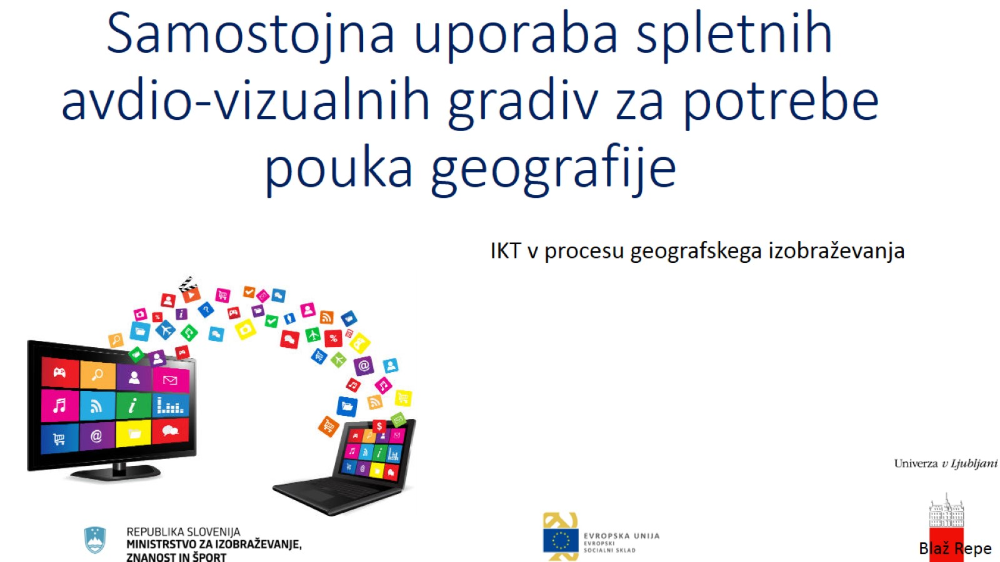 Samostojna uporaba spletnih
avdio-vizualnih gradiv za potrebe
pouka geografije
IKT v procesu geografskega izobraževanja
Univerza v Ljubljani
REPUBLIKA SLOVENIJA
MINISTRSTVO ZA IZOBRAŽEVANJE,
ZNANOST IN ŠPORT
EVROPSKA UNIJA
EVROPSKI
SOCIALNI SKLAD
Blaž Repe